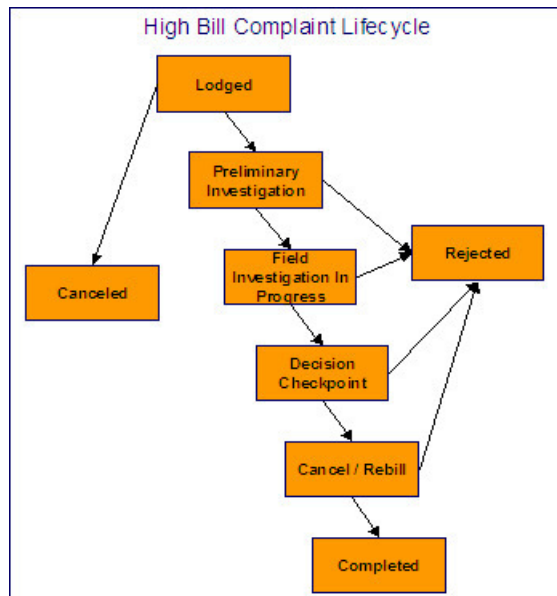 High Bill Complaint Lifecycle
Lodged
Preliminary
Investigation
Field
Investigation In
Progress
Rejected
Canceled
Decision
Checkpoint
Cancel / Rebill
Completed